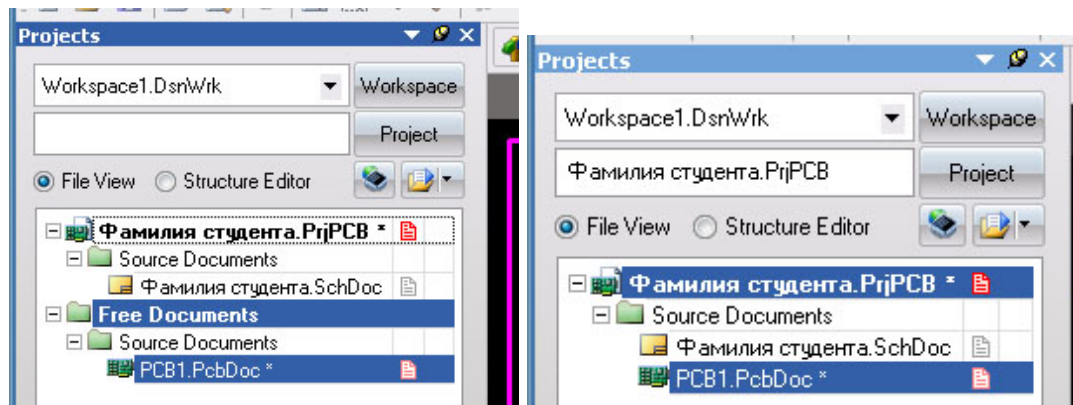 Projects
Workspace1.DsnWrk
Workspace
Project
File View
Structure Editor
Фамилия студента.PrjPCB *
Source Documents
Фамилия студента.SchDoc
Free Documents
Source Documents
PCB1.PcbDoc *
Projects
Workspace1.DsnWrk
Workspace
Фамилия студента.PrjPCB
Project
File View
Structure Editor
Фамилия студента.PrjPCB *
Source Documents
Фамилия студента.SchDoc
PCB1.PcbDoc *